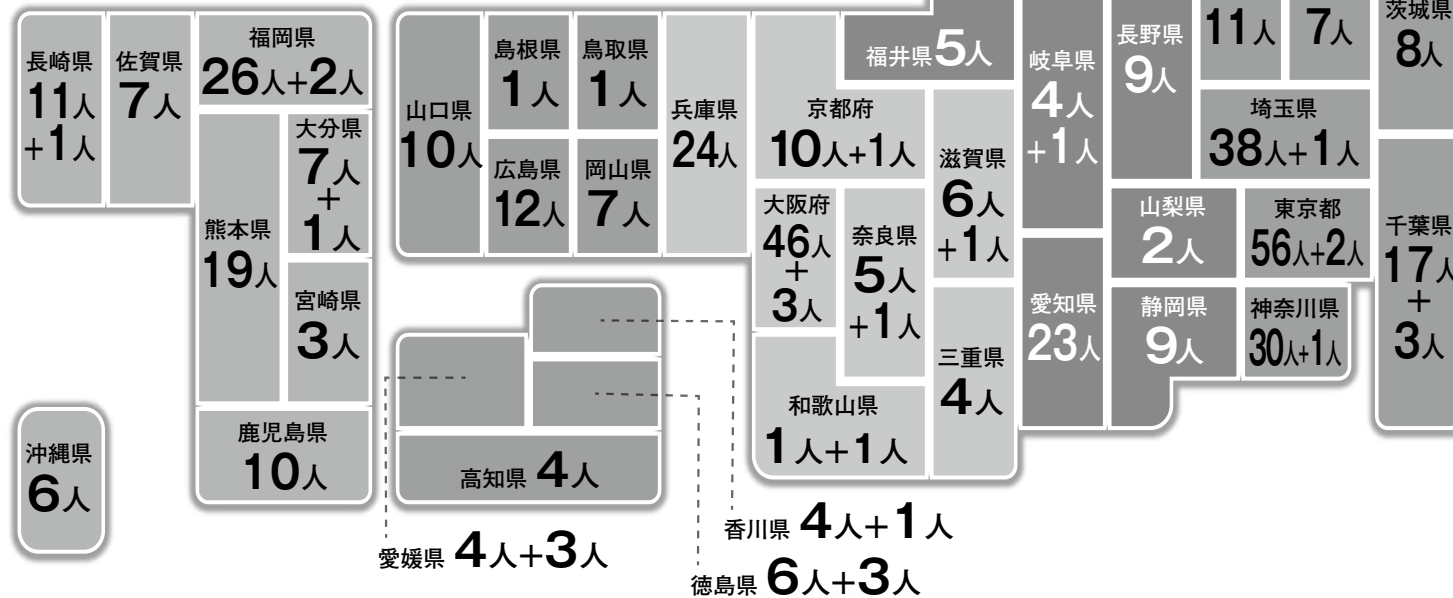 長崎県
11人
+1人
佐賀県
7人
福岡県
26人+2人
大分県
7人
+
1人
熊本県
19人
宮崎県
3人
鹿児島県
10人
沖縄県
6人
山口県
10人
島根県
1人
鳥取県
1人
広島県
12人
岡山県
7人
兵庫県
24人
高知県 4人
愛媛県 4人+3人
香川県 4人+1人
徳島県 6人+3人
福井県5人
京都府
10人+1人
滋賀県
6人
+1人
大阪府
46人
+
3人
奈良県
5人
+1人
和歌山県
1人+1人
三重県
4人
岐阜県
4人
+1人
長野県
9人
愛知県
23人
山梨県
2人
静岡県
9人
11人
7人
茨城県
8人
埼玉県
38人+1人
東京都
56人+2人
神奈川県
30人+1人
千葉県
17人
+
3人